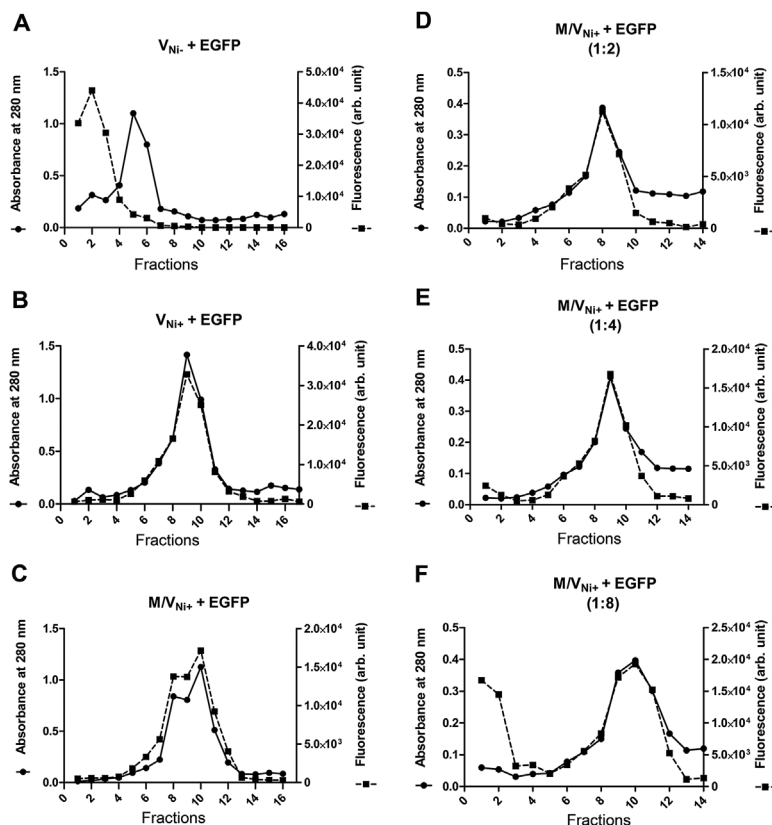 A
V_Ni- + EGFP
Absorbance at 280 nm
1.5
1.0
0.5
0.0
5.0×10⁴
4.0×10⁴
3.0×10⁴
2.0×10⁴
1.0×10⁴
0
Fluorescence (arb. unit)
0 2 4 6 8 10 12 14 16
Fractions
B
V_Ni+ + EGFP
Absorbance at 280 nm
1.5
1.0
0.5
0.0
4.0×10⁴
3.0×10⁴
2.0×10⁴
1.0×10⁴
0
Fluorescence (arb. unit)
0 2 4 6 8 10 12 14 16
Fractions
C
M/V_Ni+ + EGFP
Absorbance at 280 nm
1.5
1.0
0.5
0.0
2.0×10⁴
1.5×10⁴
1.0×10⁴
5.0×10³
0
Fluorescence (arb. unit)
0 2 4 6 8 10 12 14 16
Fractions
D
M/V_Ni+ + EGFP
(1:2)
Absorbance at 280 nm
0.5
0.4
0.3
0.2
0.1
0.0
1.5×10⁴
1.0×10⁴
5.0×10³
0
Fluorescence (arb. unit)
0 2 4 6 8 10 12 14
Fractions
E
M/V_Ni+ + EGFP
(1:4)
Absorbance at 280 nm
0.5
0.4
0.3
0.2
0.1
0.0
2.0×10⁴
1.5×10⁴
1.0×10⁴
5.0×10³
0
Fluorescence (arb. unit)
0 2 4 6 8 10 12 14
Fractions
F
M/V_Ni+ + EGFP
(1:8)
Absorbance at 280 nm
0.5
0.4
0.3
0.2
0.1
0.0
2.5×10⁴
2.0×10⁴
1.5×10⁴
1.0×10⁴
5.0×10³
0
Fluorescence (arb. unit)
0 2 4 6 8 10 12 14
Fractions